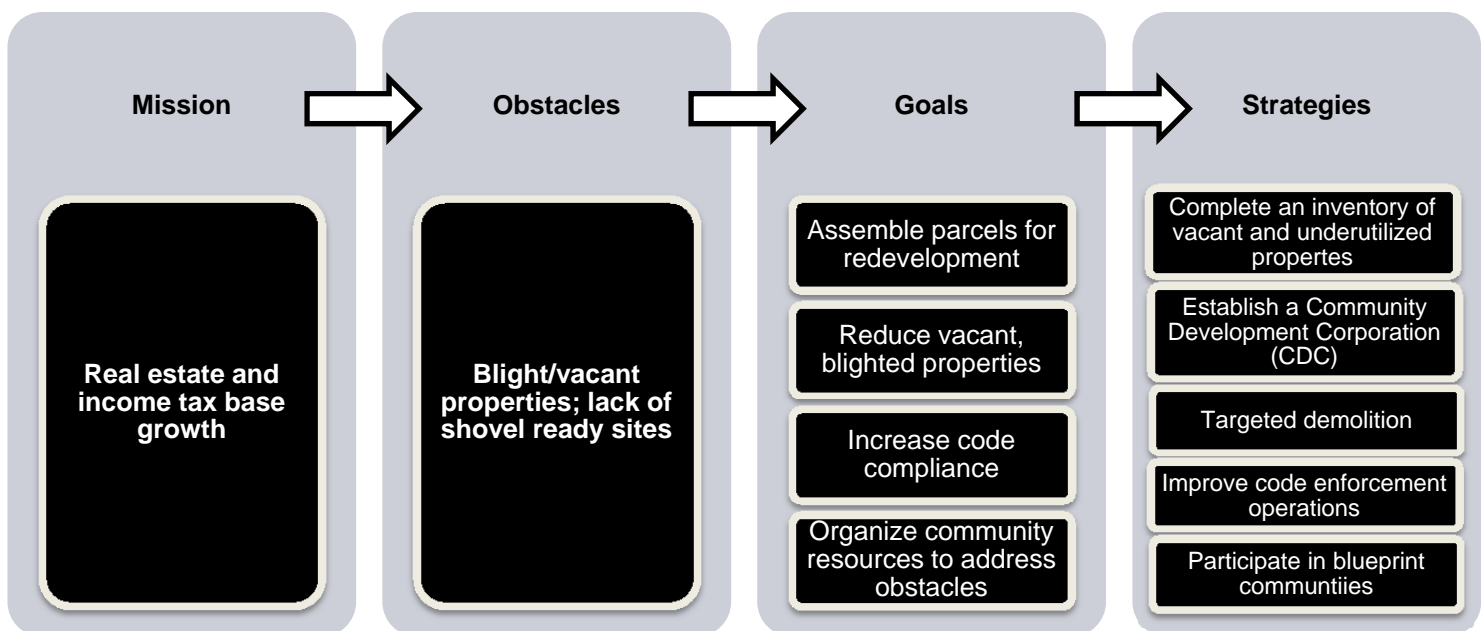 Mission
Real estate and
income tax base
growth
Obstacles
Blight/vacant
properties; lack of
shovel ready sites
Goals
Assemble parcels for
redevelopment
Reduce vacant,
blighted properties
Increase code
compliance
Organize community
resources to address
obstacles
Strategies
Complete an inventory of
vacant and underutilized
propertes
Establish a Community
Development Corporation
(CDC)
Targeted demolition
Improve code enforcement
operations
Participate in blueprint
communtiies